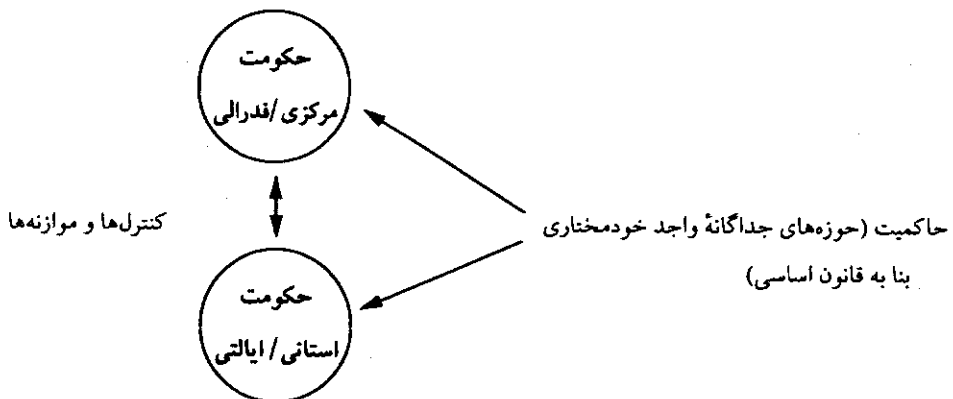 حکومت
مرکزی/فدرالی
حاکمیت (حوزه‌های جداگانهٔ واجد خودمختاری
بنا به قانون اساسی)
کنترل‌ها و موازنه‌ها
حکومت
استانی/ایالتی